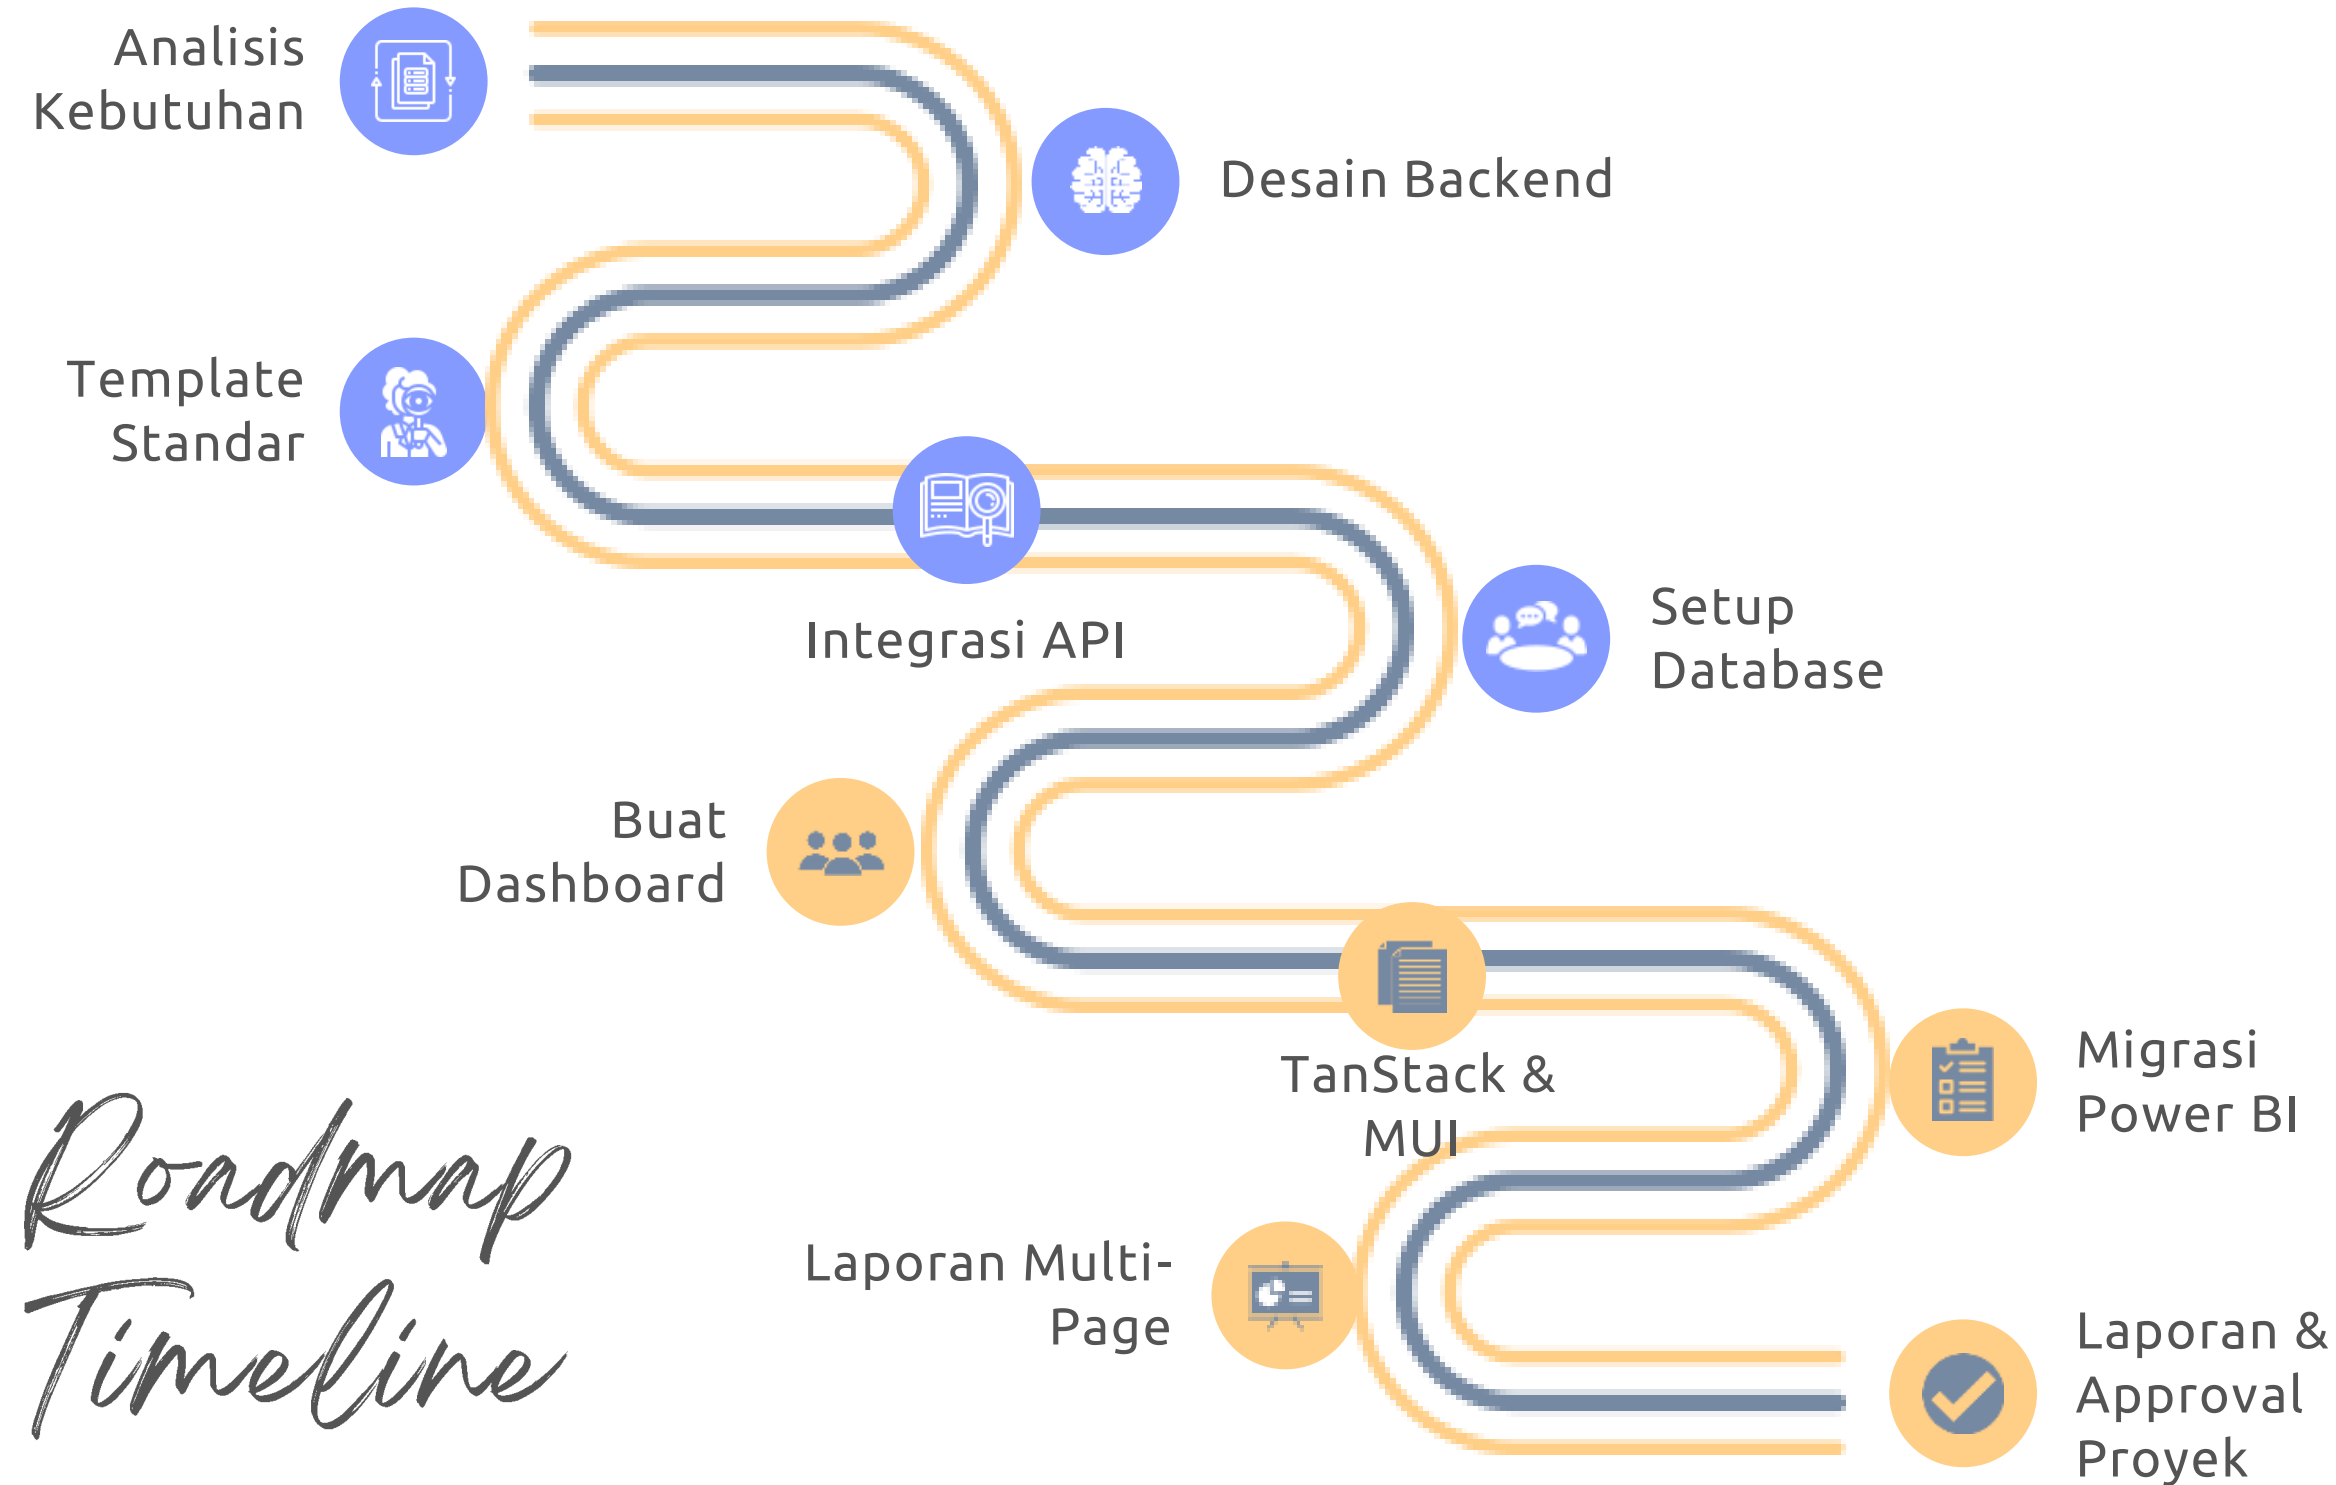 Analisis
Kebutuhan
Desain Backend
Template
Standar
Integrasi API
Setup
Database
Buat
Dashboard
TanStack &
MUI
Migrasi
Power BI
Laporan Multi-
Page
Laporan &
Approval
Proyek
Roadmap
Timeline